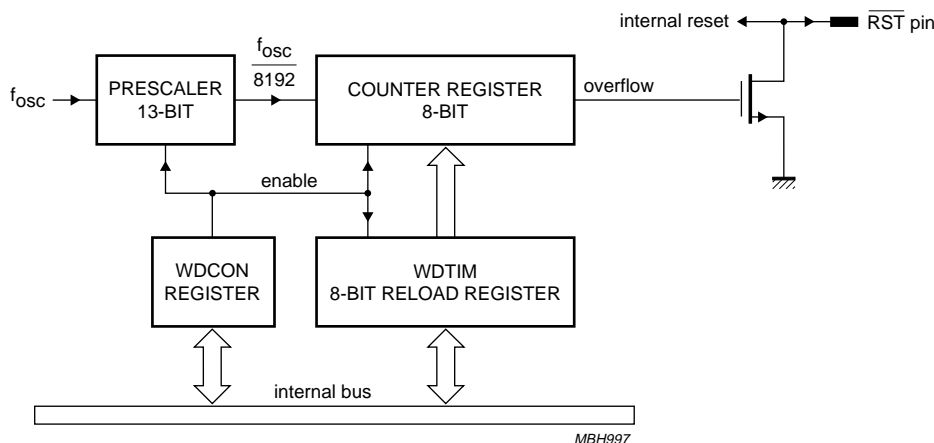 internal reset
RST pin
fosc
8192
PRESCALER
13-BIT
COUNTER REGISTER
8-BIT
overflow
fosc
enable
WDCON
REGISTER
WDTIM
8-BIT RELOAD REGISTER
internal bus
MBH997